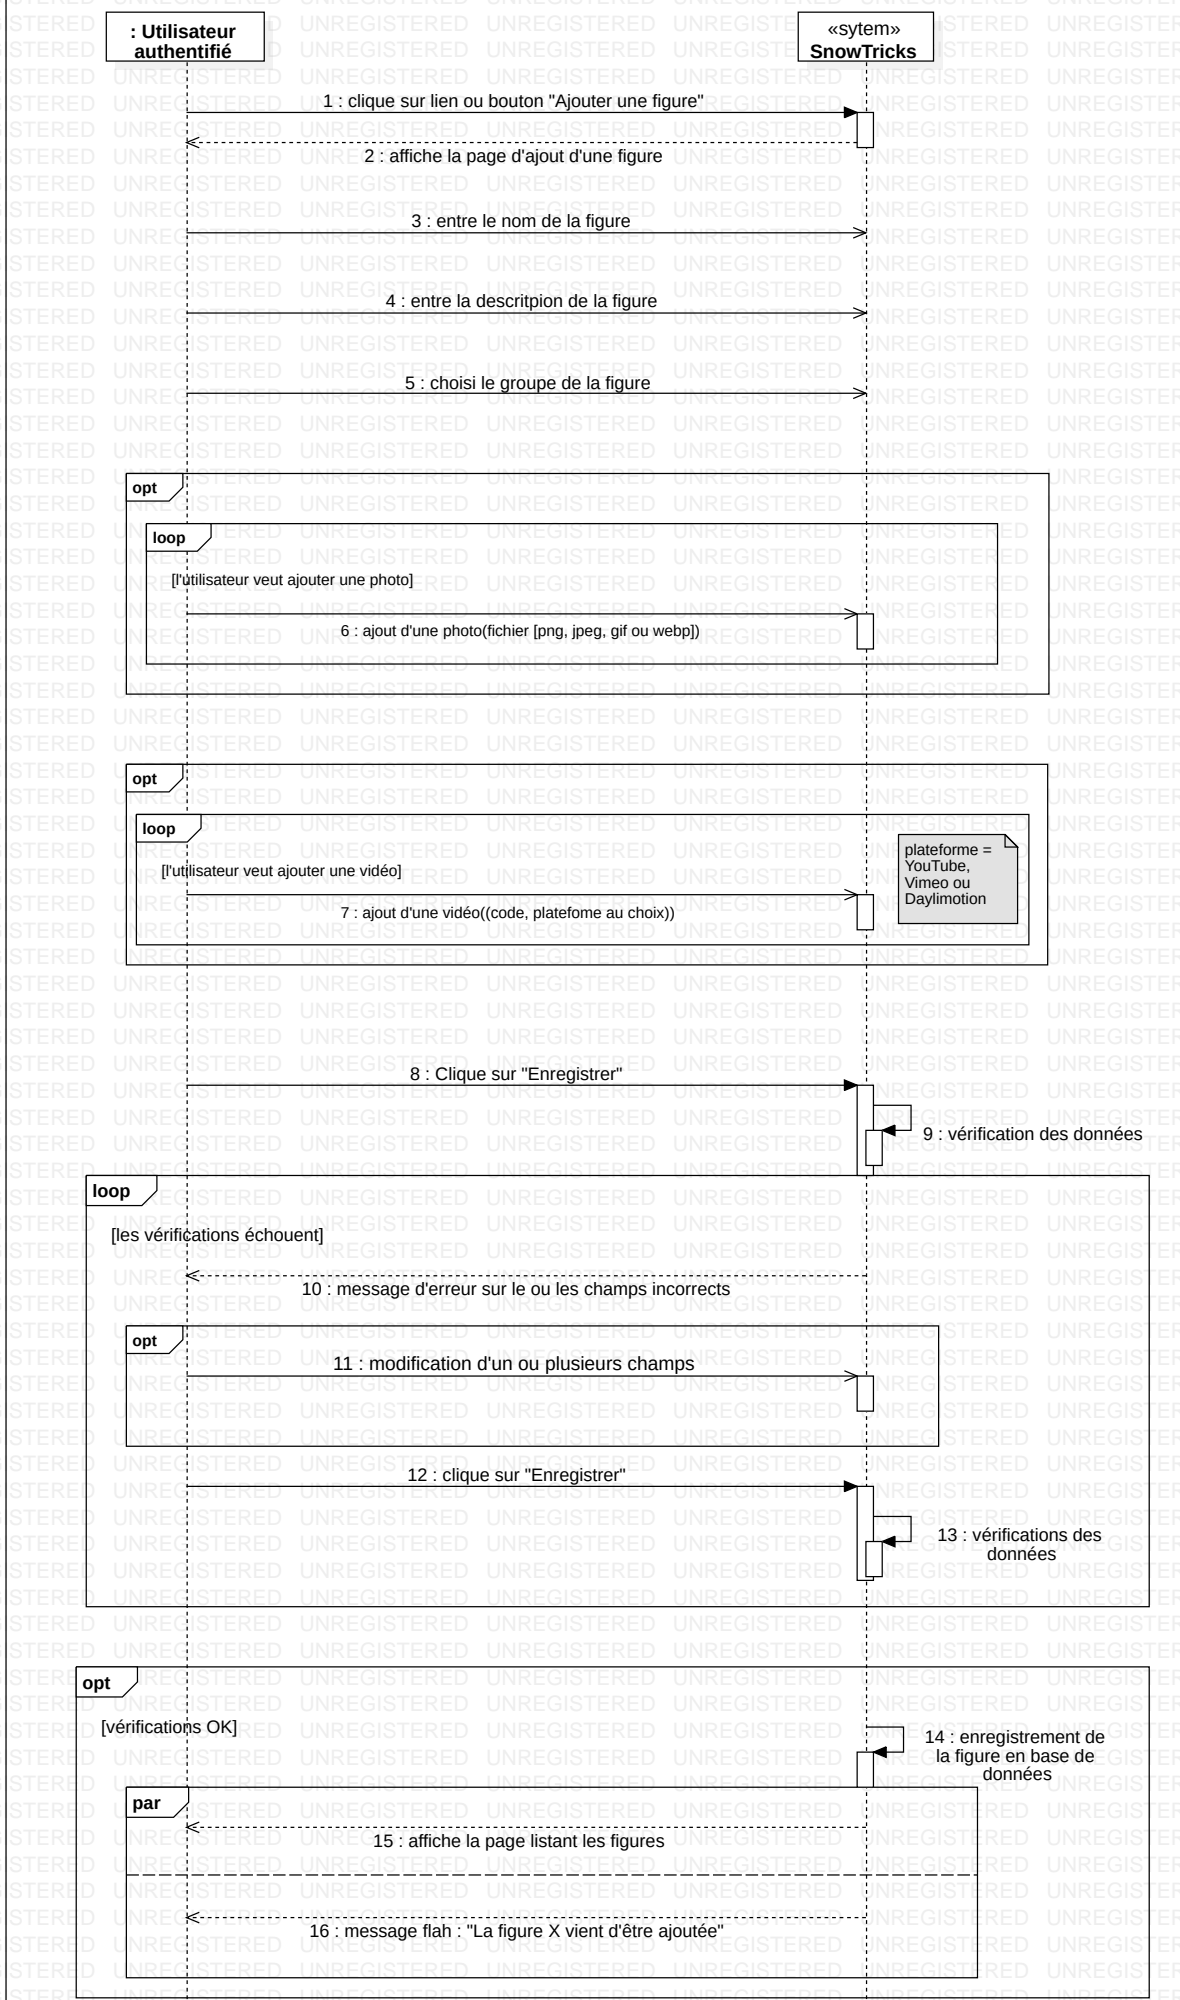 : Utilisateur
authentifié
«sytem»
SnowTricks
1 : clique sur lien ou bouton "Ajouter une figure"
2 : affiche la page d'ajout d'une figure
3 : entre le nom de la figure
4 : entre la descritpion de la figure
5 : choisi le groupe de la figure
opt
loop
[l'utilisateur veut ajouter une photo]
6 : ajout d'une photo(fichier [png, jpeg, gif ou webp])
opt
loop
[l'utilisateur veut ajouter une vidéo]
plateforme =
YouTube,
Vimeo ou
Daylimotion
7 : ajout d'une vidéo((code, platefome au choix))
8 : Clique sur "Enregistrer"
9 : vérification des données
loop
[les vérifications échouent]
10 : message d'erreur sur le ou les champs incorrects
opt
11 : modification d'un ou plusieurs champs
12 : clique sur "Enregistrer"
13 : vérifications des
données
opt
[vérifications OK]
14 : enregistrement de
la figure en base de
données
par
15 : affiche la page listant les figures
16 : message flah : "La figure X vient d'être ajoutée"